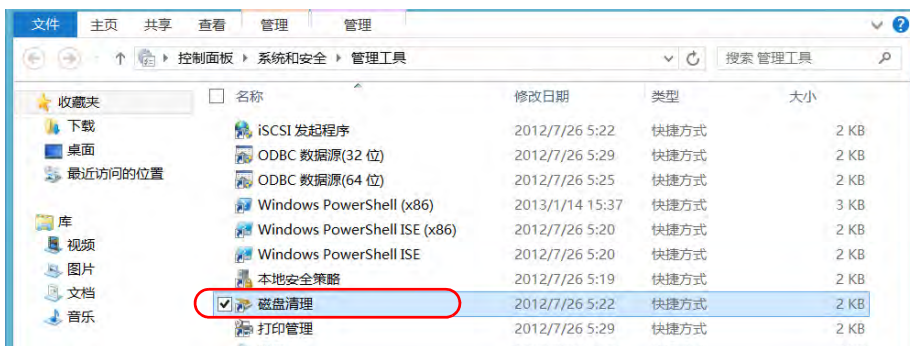 文件 主页 共享 查看 管理 管理
控制面板 系统和安全 管理工具 搜索 管理工具
收藏夹
下载
桌面
最近访问的位置
库
视频
图片
文档
音乐
名称 修改日期 类型 大小
iSCSI 发起程序 2012/7/26 5:22 快捷方式 2 KB
ODBC 数据源(32 位) 2012/7/26 5:29 快捷方式 2 KB
ODBC 数据源(64 位) 2012/7/26 5:25 快捷方式 2 KB
Windows PowerShell (x86) 2013/1/14 15:37 快捷方式 3 KB
Windows PowerShell ISE (x86) 2012/7/26 5:20 快捷方式 2 KB
Windows PowerShell ISE 2012/7/26 5:20 快捷方式 2 KB
本地安全策略 2012/7/26 5:19 快捷方式 2 KB
磁盘清理 2012/7/26 5:22 快捷方式 2 KB
打印管理 2012/7/26 5:29 快捷方式 2 KB